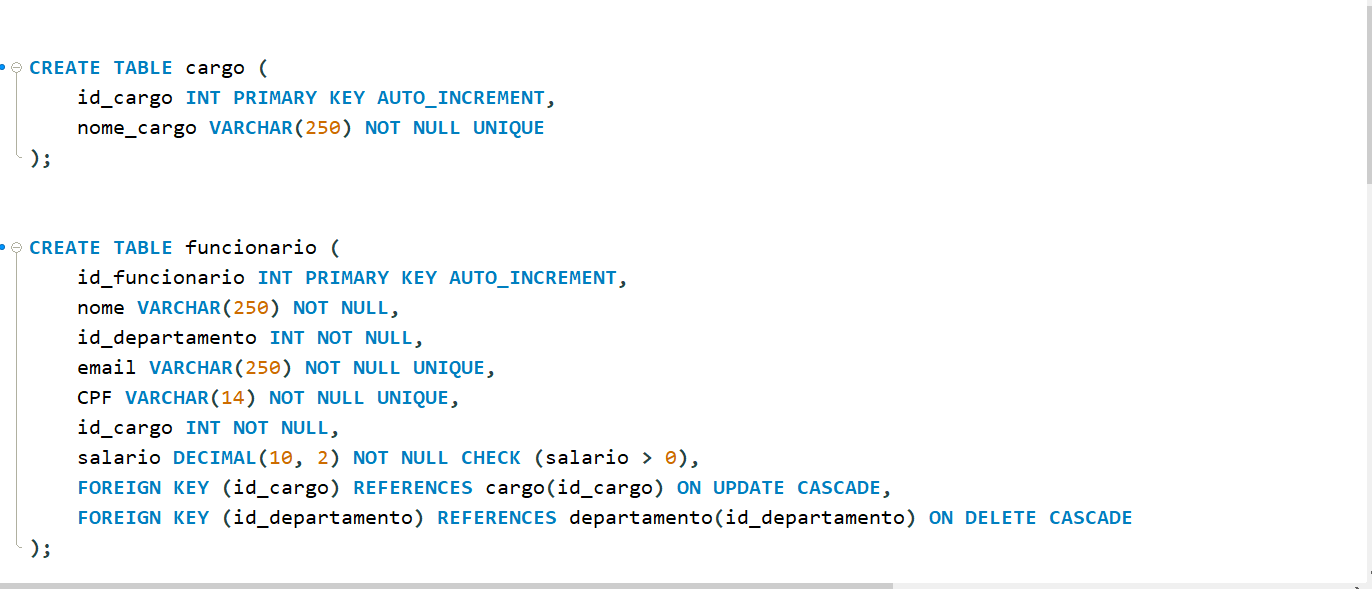 CREATE TABLE cargo (
    id_cargo INT PRIMARY KEY AUTO_INCREMENT,
    nome_cargo VARCHAR(250) NOT NULL UNIQUE
);
CREATE TABLE funcionario (
    id_funcionario INT PRIMARY KEY AUTO_INCREMENT,
    nome VARCHAR(250) NOT NULL,
    id_departamento INT NOT NULL,
    email VARCHAR(250) NOT NULL UNIQUE,
    CPF VARCHAR(14) NOT NULL UNIQUE,
    id_cargo INT NOT NULL,
    salario DECIMAL(10, 2) NOT NULL CHECK (salario > 0),
    FOREIGN KEY (id_cargo) REFERENCES cargo(id_cargo) ON UPDATE CASCADE,
    FOREIGN KEY (id_departamento) REFERENCES departamento(id_departamento) ON DELETE CASCADE
);